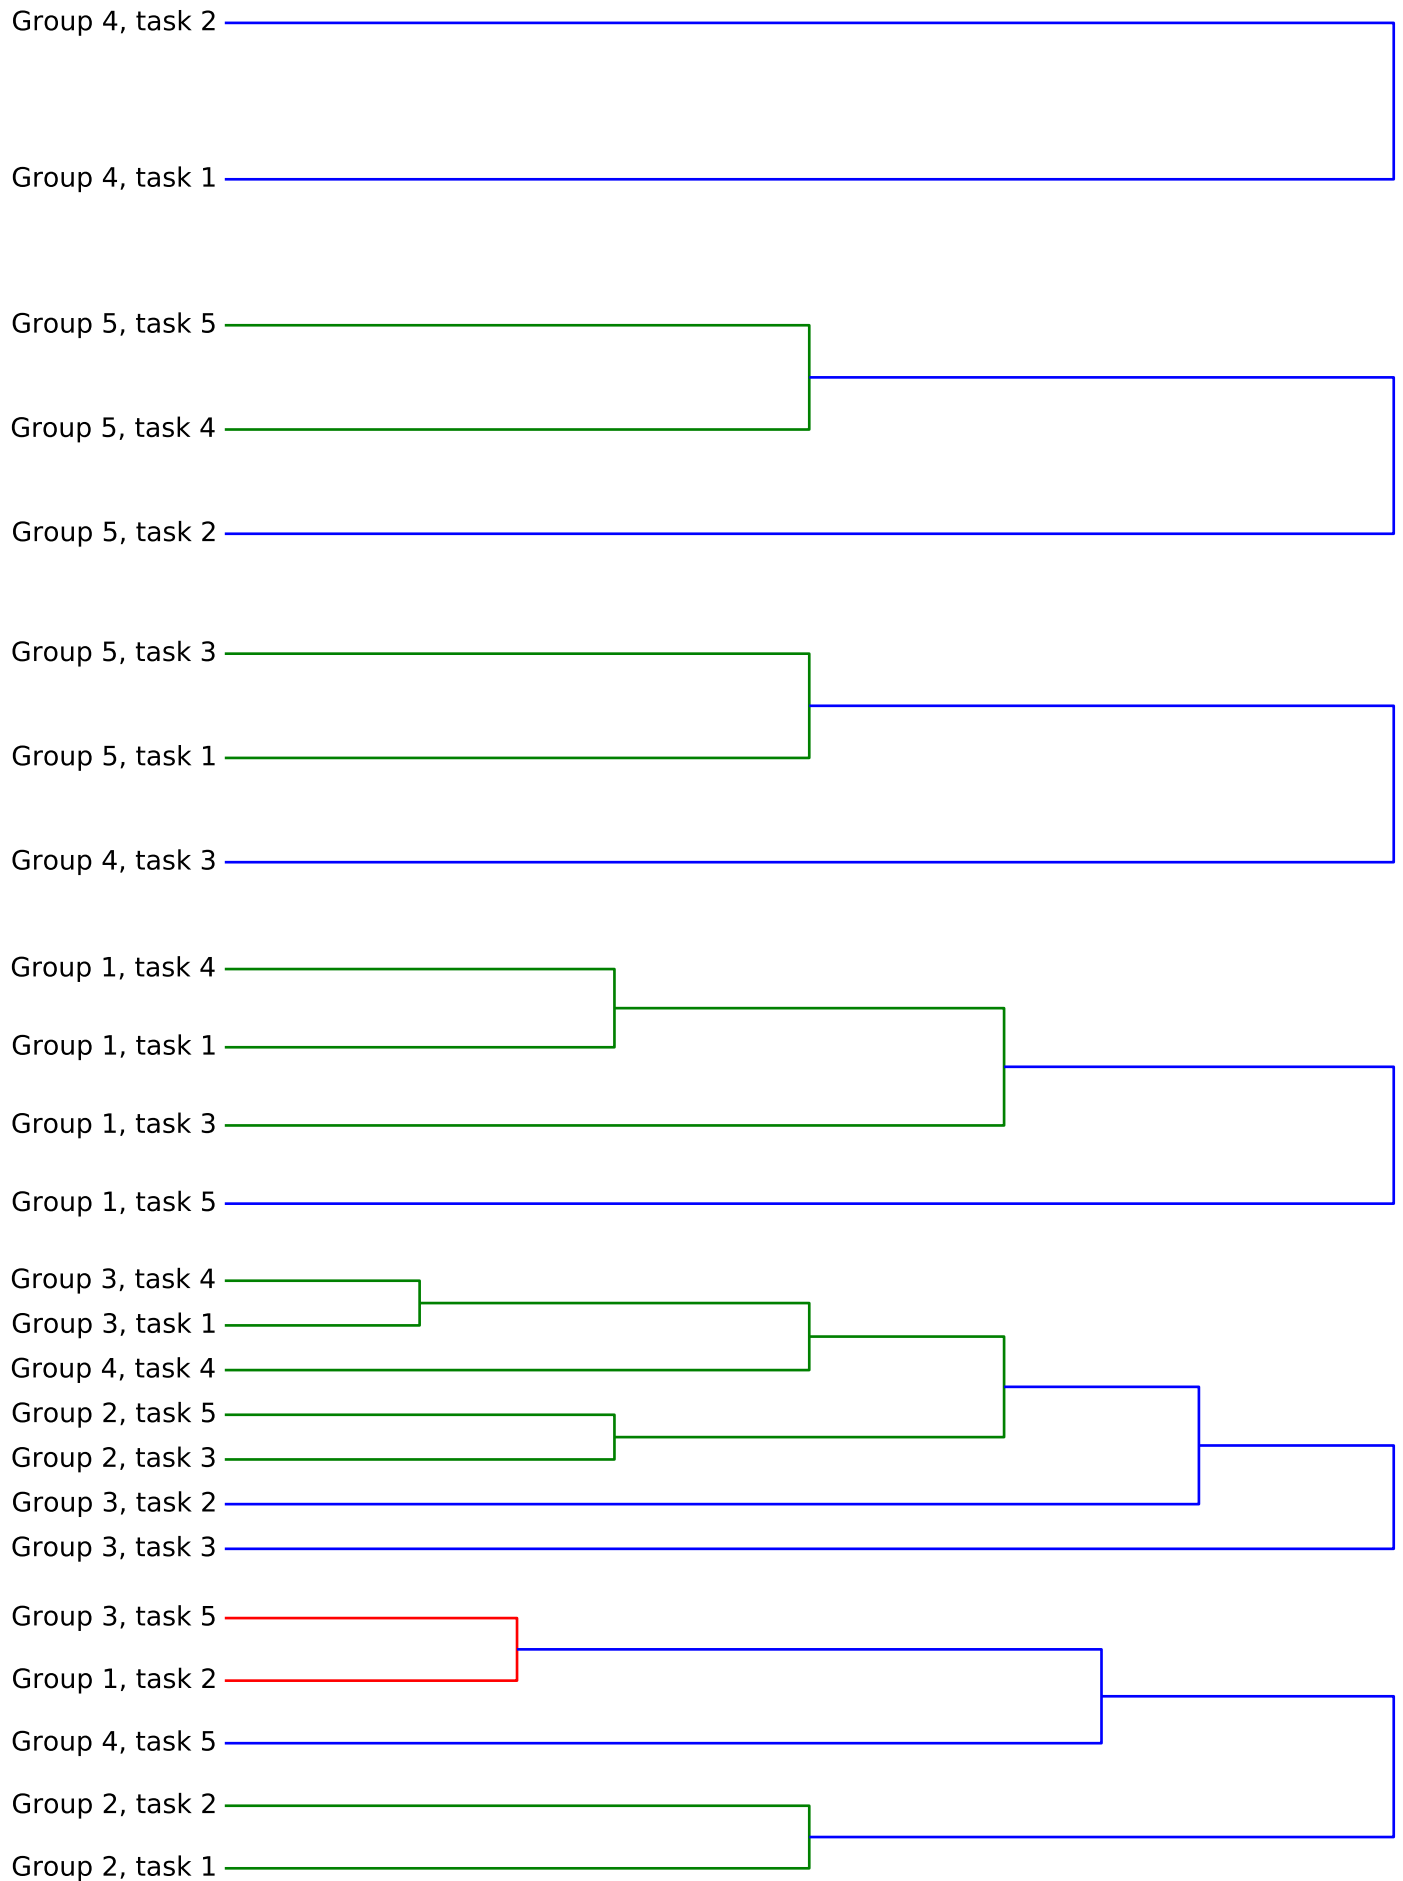 Group 4, task 2
Group 4, task 1
Group 5, task 5
Group 5, task 4
Group 5, task 2
Group 5, task 3
Group 5, task 1
Group 4, task 3
Group 1, task 4
Group 1, task 1
Group 1, task 3
Group 1, task 5
Group 3, task 4
Group 3, task 1
Group 4, task 4
Group 2, task 5
Group 2, task 3
Group 3, task 2
Group 3, task 3
Group 3, task 5
Group 1, task 2
Group 4, task 5
Group 2, task 2
Group 2, task 1